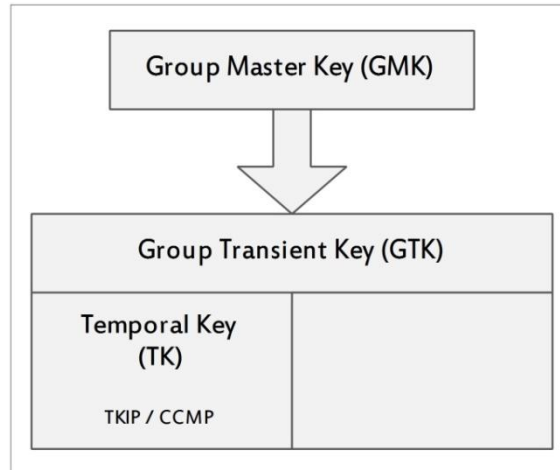 Group Master Key (GMK)
Group Transient Key (GTK)
Temporal Key
(TK)
TKIP / CCMP